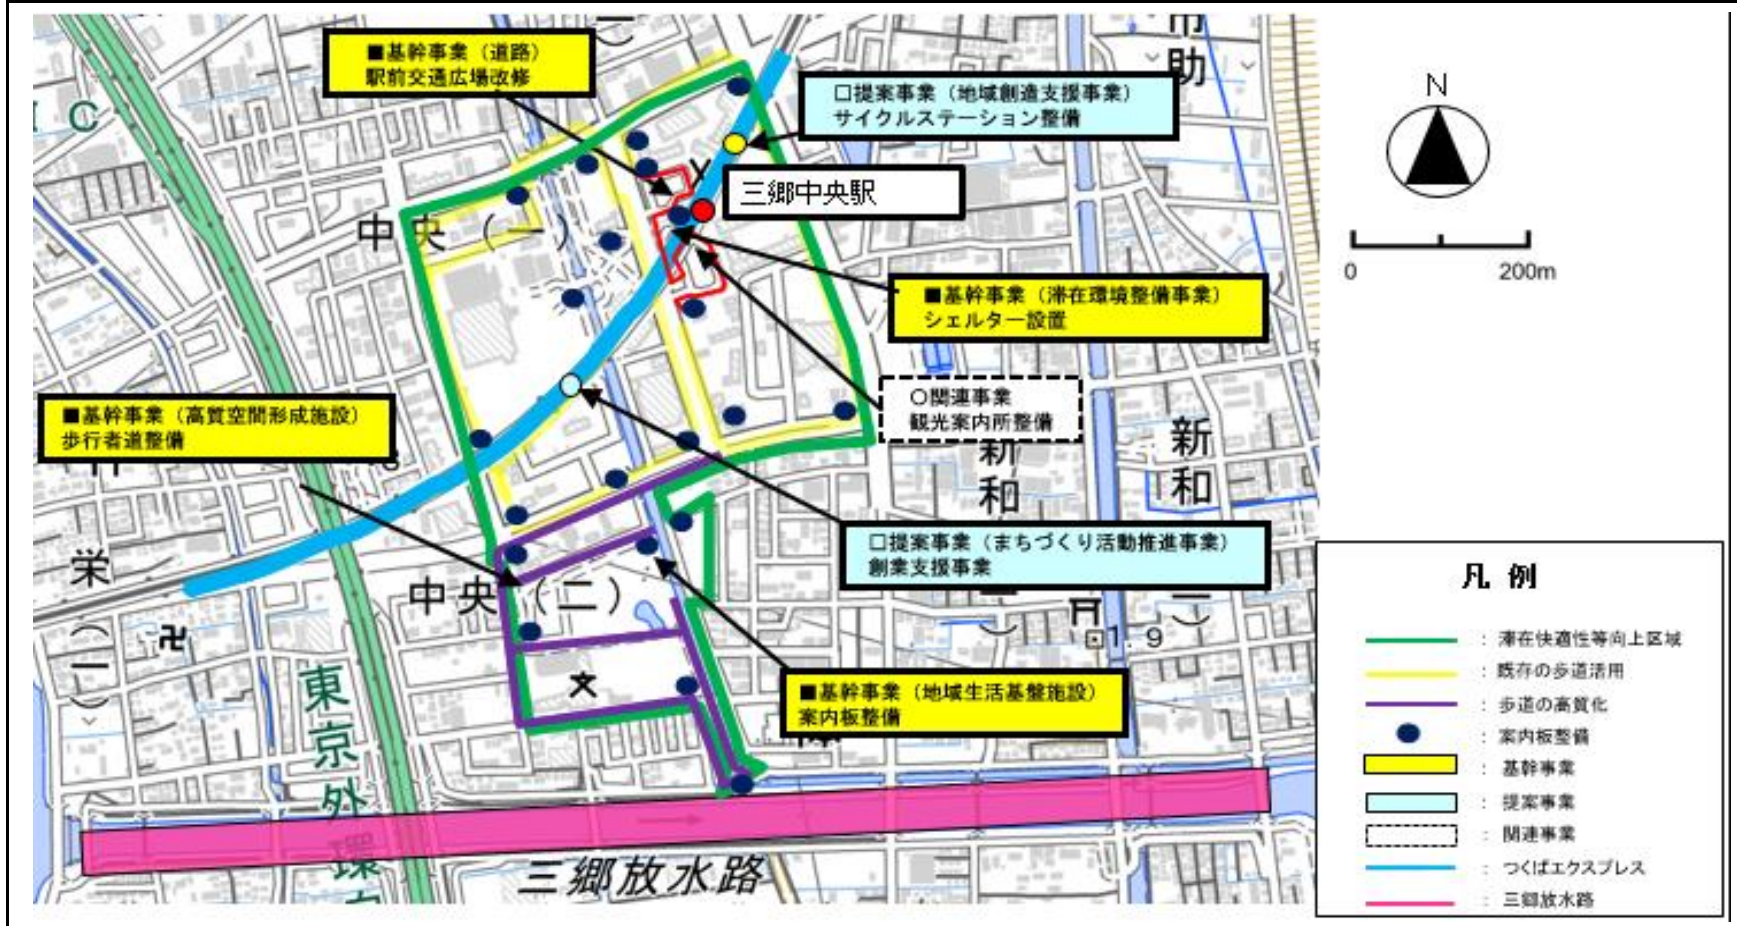 ■基幹事業（道路）
駅前交通広場改修
□提案事業（地域創造支援事業）
サイクルステーション整備
三郷中央駅
N
0
200m
IC
助
中央（一）
■基幹事業（滞在環境整備事業）
シェルター設置
○関連事業
観光案内所整備
■基幹事業（高質空間形成施設）
歩行者道整備
新和
新和
□提案事業（まちづくり活動推進事業）
創業支援事業
栄（一）
中央（二）
1.9
■基幹事業（地域生活基盤施設）
案内板整備
東京外環
三郷放水路
凡 例
：滞在快適性等向上区域
：既存の歩道活用
：歩道の高質化
：案内板整備
：基幹事業
：提案事業
：関連事業
：つくばエクスプレス
：三郷放水路